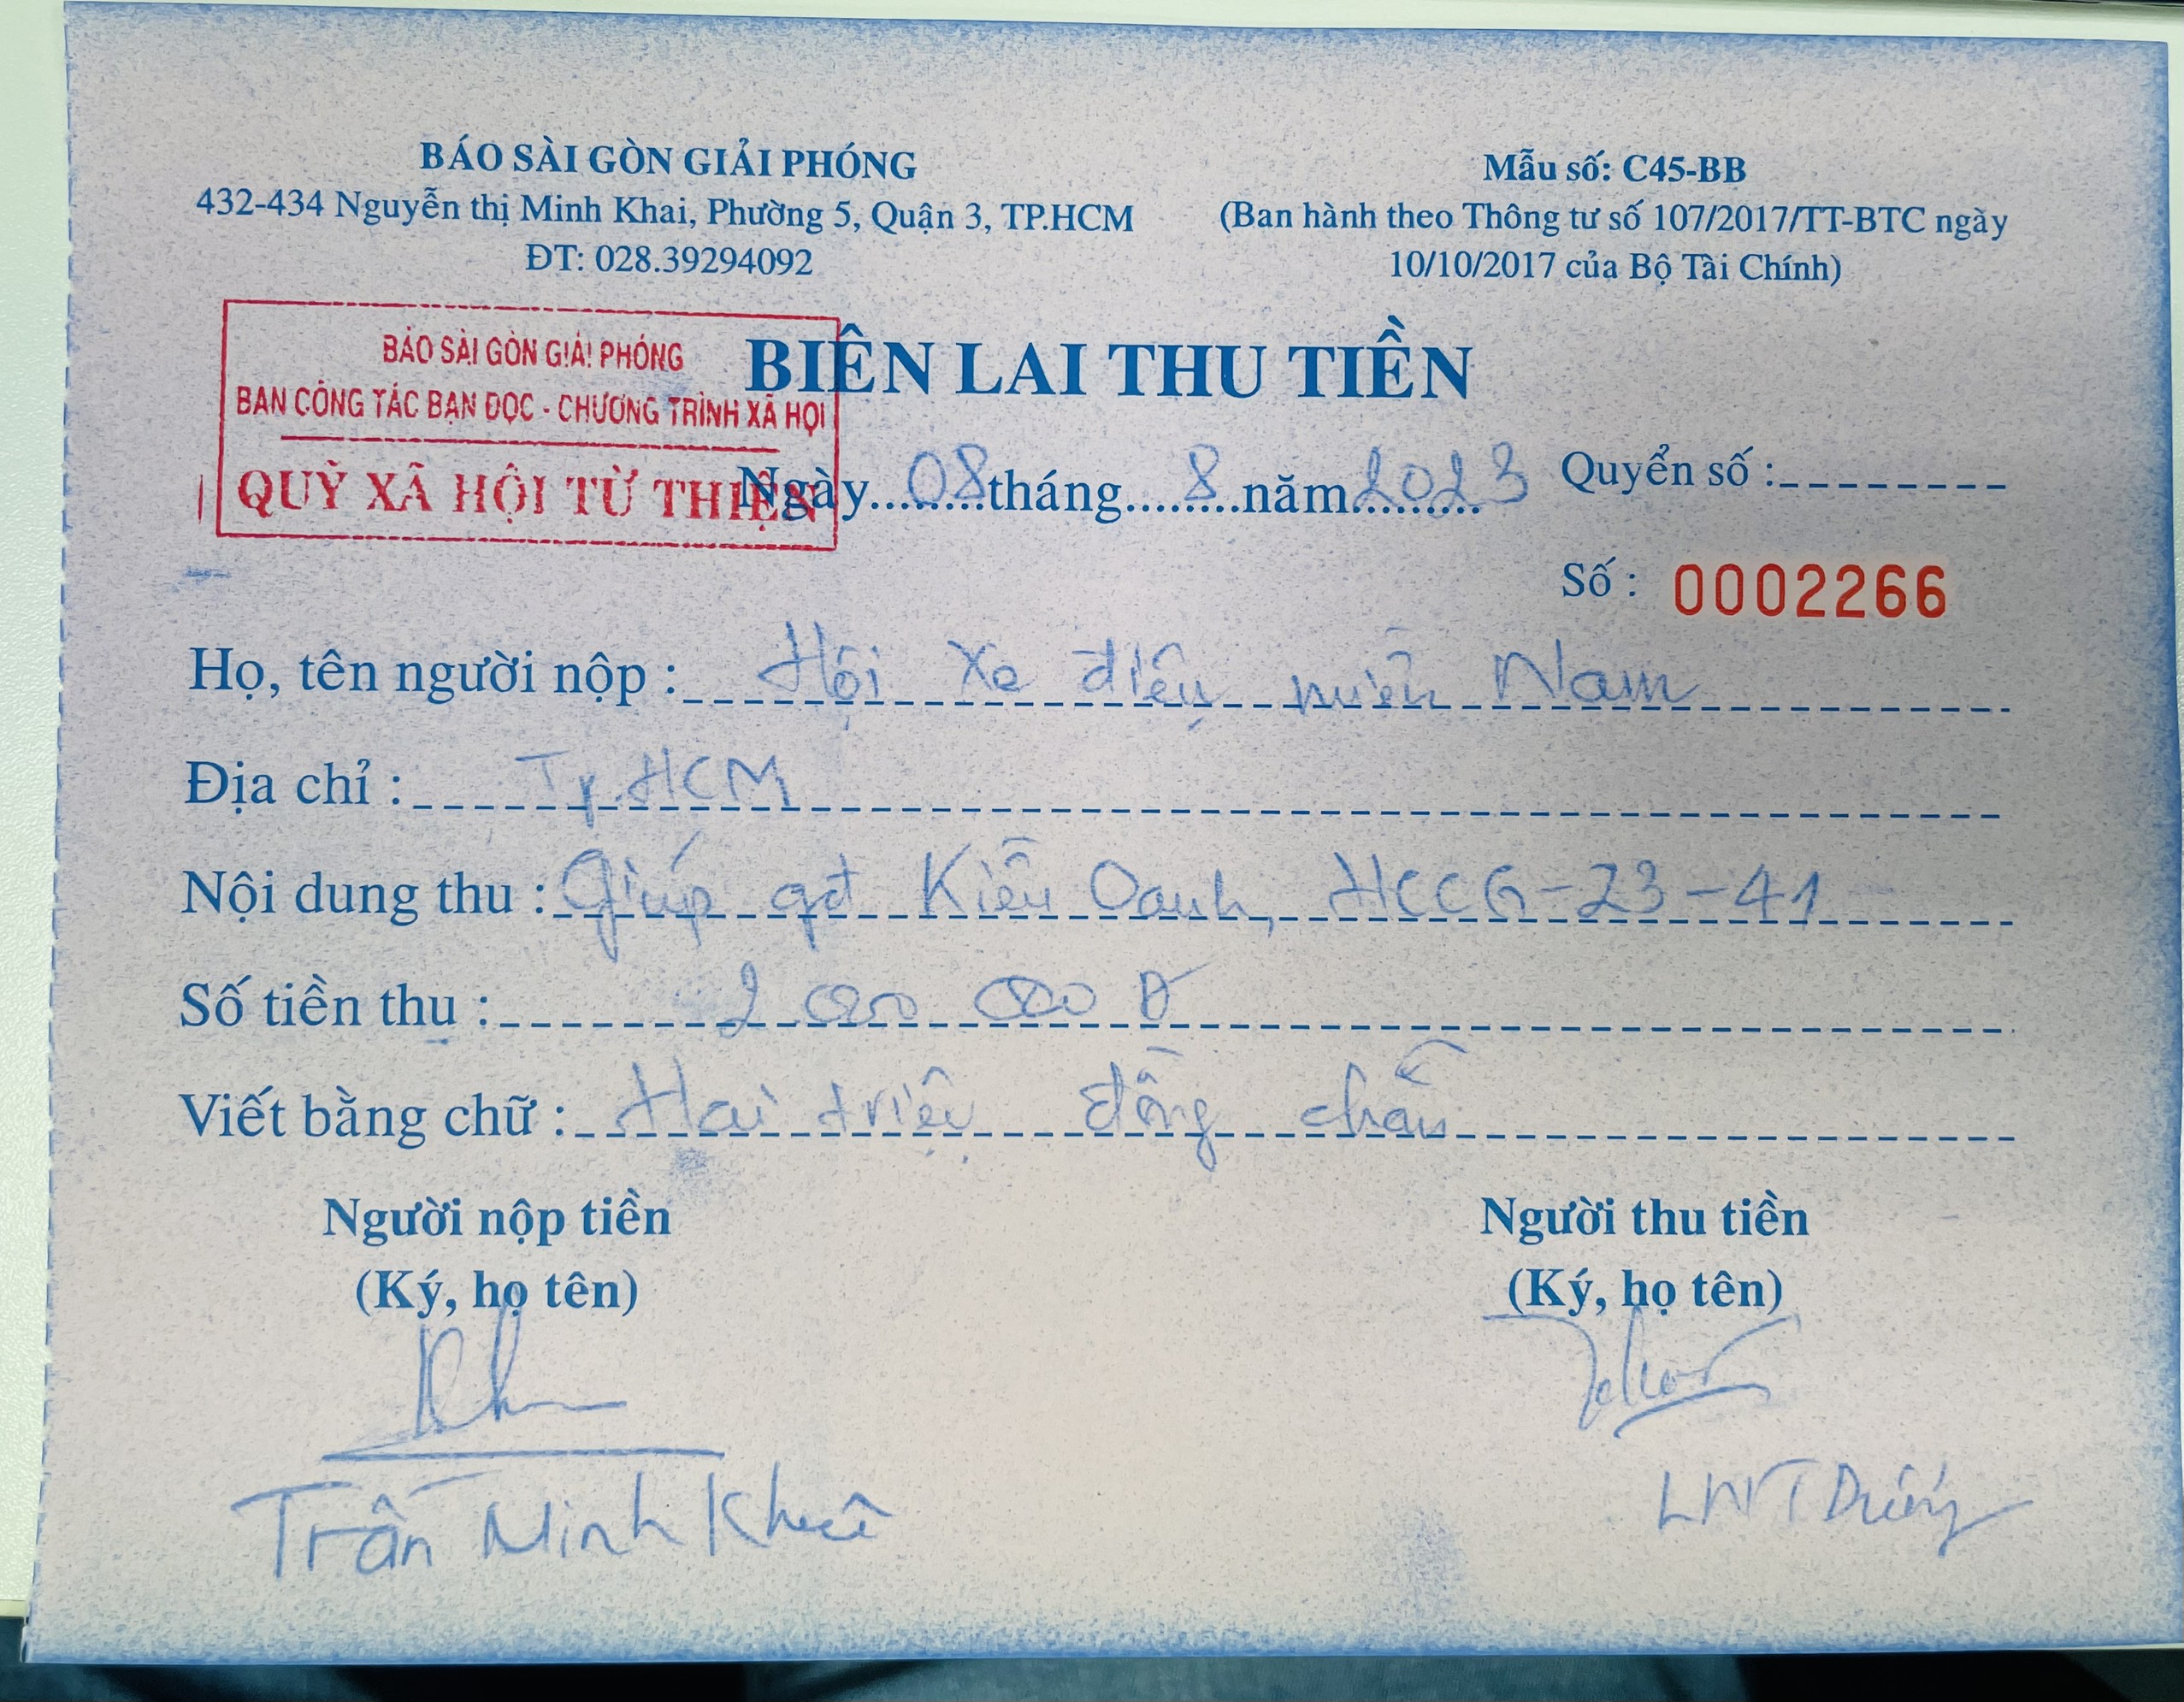 BÁO SÀI GÒN GIẢI PHÓNG
432-434 Nguyễn thị Minh Khai, Phường 5, Quận 3, TP.HCM
ĐT: 028.39294092
Mẫu số: C45-BB
(Ban hành theo Thông tư số 107/2017/TT-BTC ngày
10/10/2017 của Bộ Tài Chính)
BÁO SÀI GÒN GIẢI PHÓNG
BAN CÔNG TÁC BẠN ĐỌC - CHƯƠNG TRÌNH XÃ HỘI
QUỸ XÃ HỘI TỪ THIỆN
BIÊN LAI THU TIỀN
Ngày 08 tháng 8 năm 2023
Quyển số :
Số : 0002266
Họ, tên người nộp : Hội xe điện miền Nam
Địa chỉ : Tp.HCM
Nội dung thu : Giúp gđ Kiều Oanh, HCCG-23-41
Số tiền thu : 2 000 000 đ
Viết bằng chữ : Hai triệu đồng chẵn
Người nộp tiền
(Ký, họ tên)
Trần Minh Khuê
Người thu tiền
(Ký, họ tên)